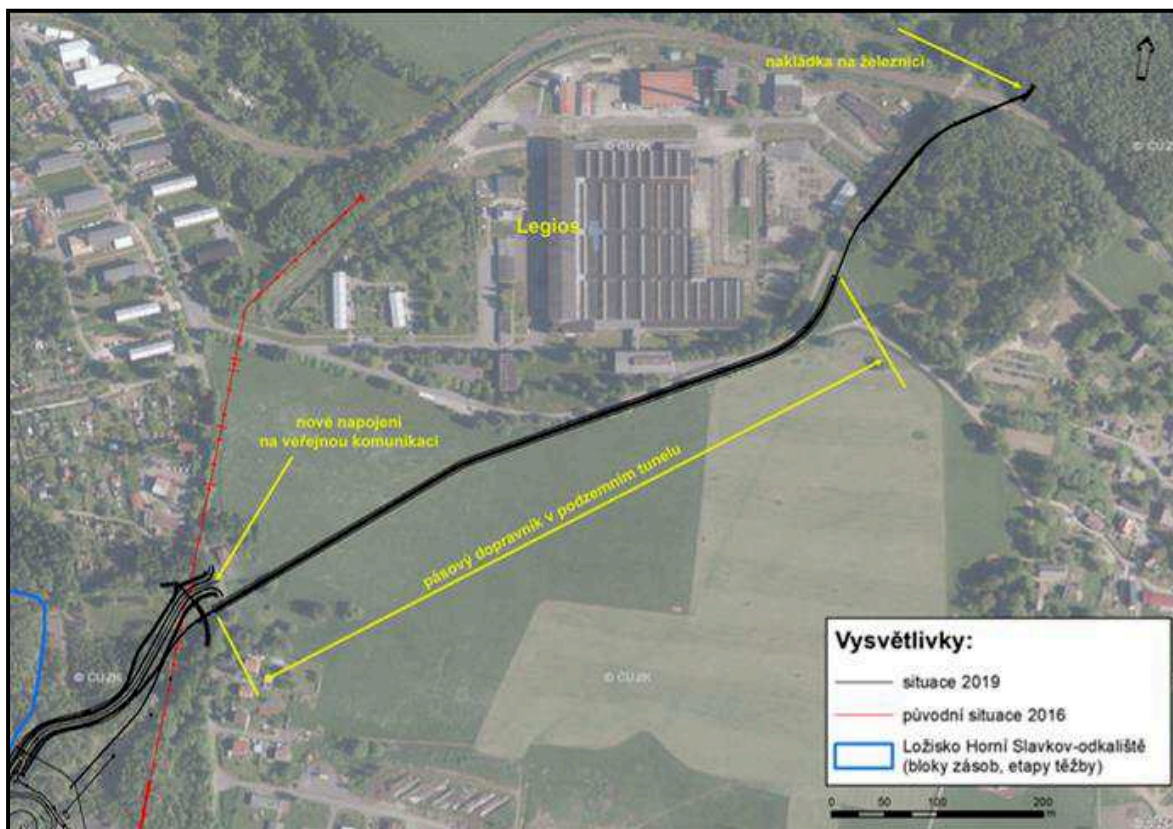 nakládka na železnici
© ČÚZK
© ČÚZK
© ČÚZK
Legios
nové napojení
na veřejnou komunikaci
pásový dopravník v podzemním tunelu
© ČÚZK
© ČÚZK
Vysvětlivky:
situace 2019
původní situace 2016
Ložisko Horní Slavkov-odkaliště
(bloky zásob, etapy těžby)
0 50 100 200
m